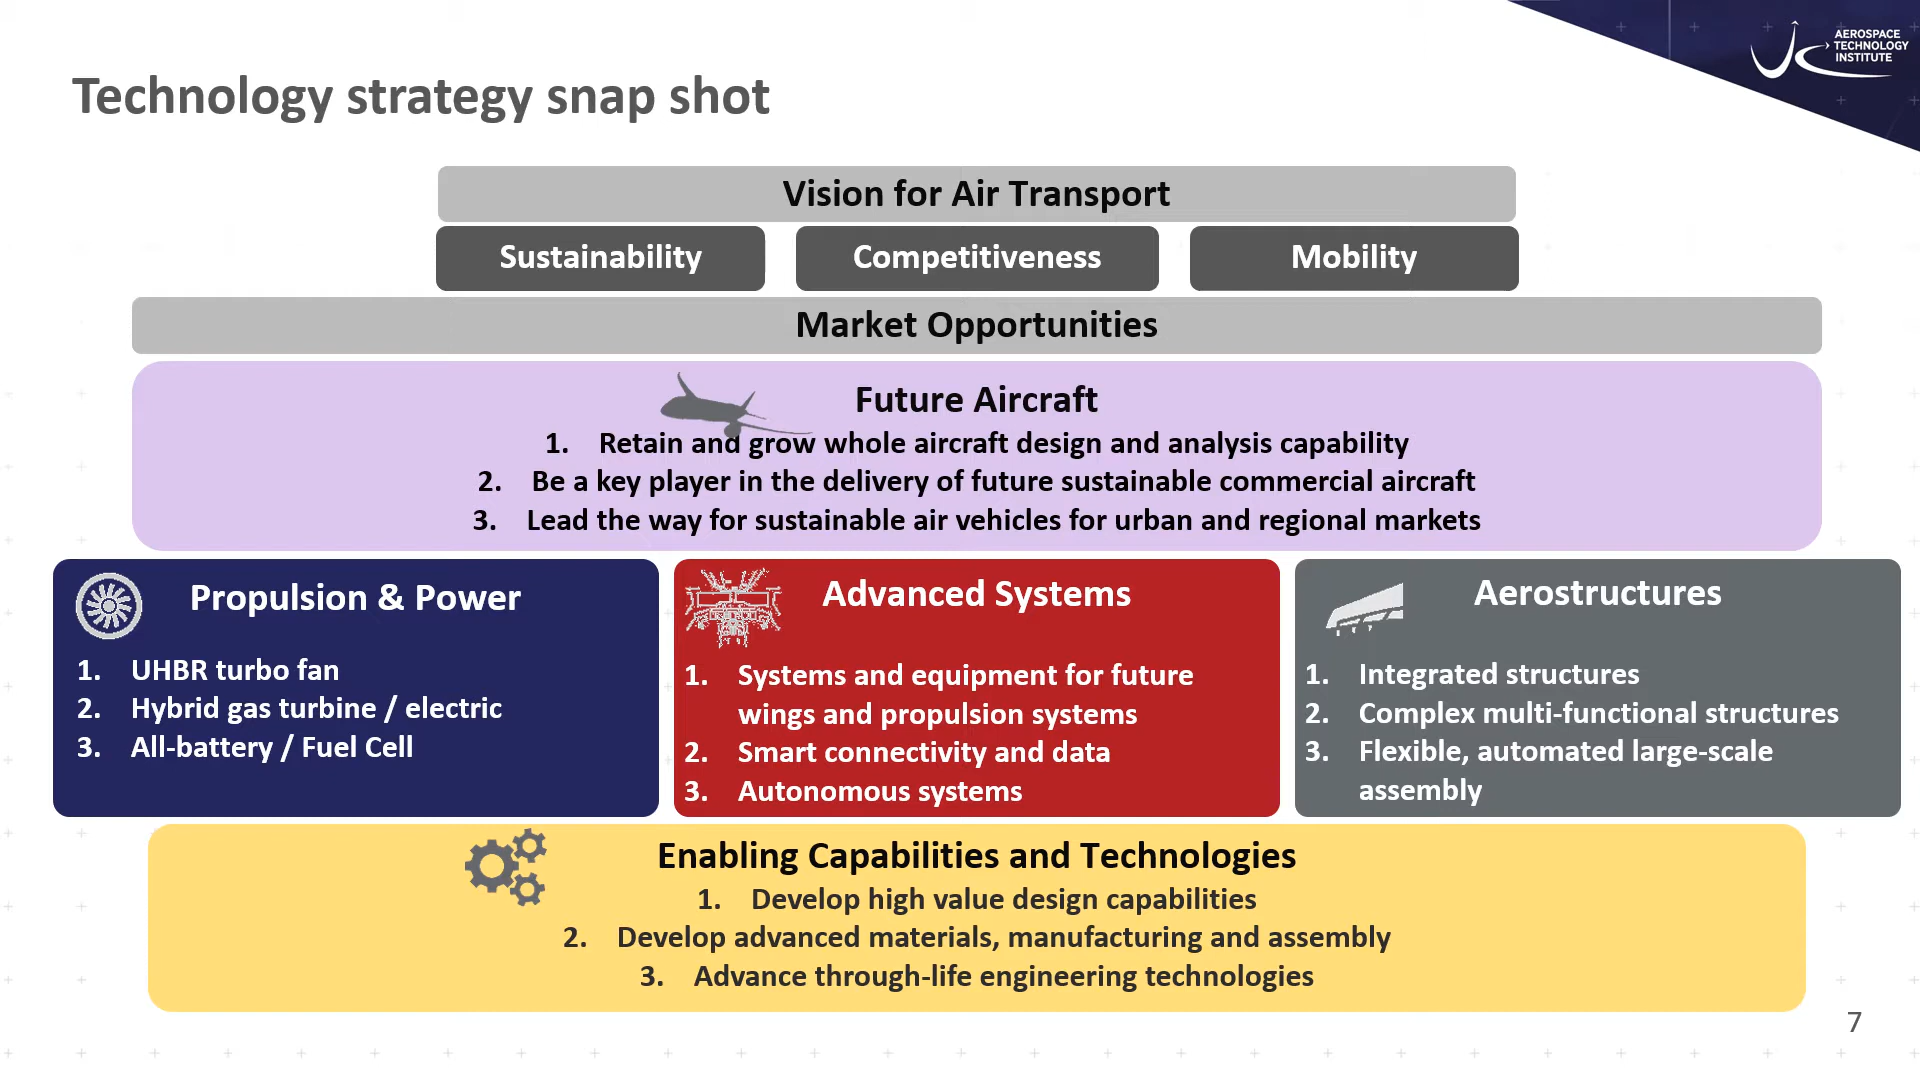 AEROSPACE
TECHNOLOGY
INSTITUTE
Technology strategy snap shot
Vision for Air Transport
Sustainability
Competitiveness
Mobility
Market Opportunities
Future Aircraft
1. Retain and grow whole aircraft design and analysis capability
2. Be a key player in the delivery of future sustainable commercial aircraft
3. Lead the way for sustainable air vehicles for urban and regional markets
Propulsion & Power
1. UHBR turbo fan
2. Hybrid gas turbine / electric
3. All-battery / Fuel Cell
Advanced Systems
1. Systems and equipment for future
wings and propulsion systems
2. Smart connectivity and data
3. Autonomous systems
Aerostructures
1. Integrated structures
2. Complex multi-functional structures
3. Flexible, automated large-scale
assembly
Enabling Capabilities and Technologies
1. Develop high value design capabilities
2. Develop advanced materials, manufacturing and assembly
3. Advance through-life engineering technologies
7